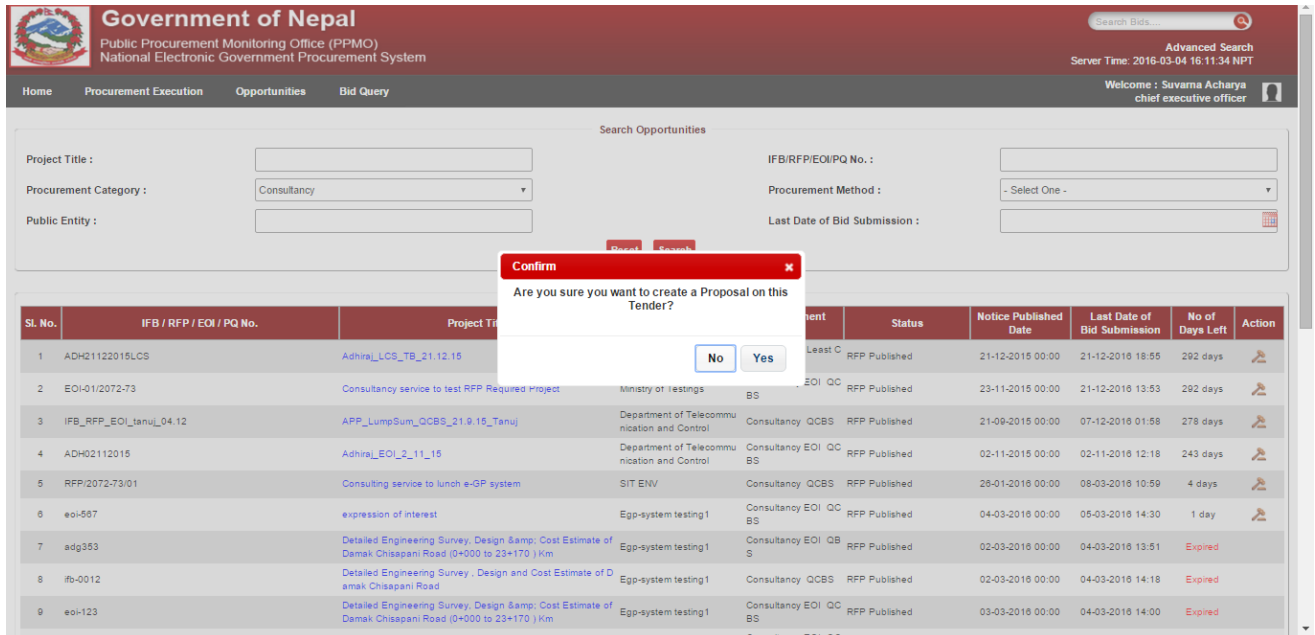 Government of Nepal
Public Procurement Monitoring Office (PPMO)
National Electronic Government Procurement System
Search Bids....
Advanced Search
Server Time: 2016-03-04 16:11:34 NPT
Home Procurement Execution Opportunities Bid Query
Welcome : Suvarna Acharya
chief executive officer
Search Opportunities
Project Title : IFB/RFP/EOI/PQ No. :
Procurement Category : Consultancy Procurement Method : - Select One -
Public Entity : Last Date of Bid Submission :
Reset Search
Confirm
Are you sure you want to create a Proposal on this
Tender?
No Yes
Sl. No. IFB / RFP / EOI / PQ No. Project Tit ment Status Notice Published Date Last Date of Bid Submission No of Days Left Action
1 ADH21122015LCS Adhiraj_LCS_TB_21.12.15 Least C RFP Published 21-12-2015 00:00 21-12-2016 18:55 292 days
2 EOI-01/2072-73 Consultancy service to test RFP Required Project Ministry of Testings EOI QC BS RFP Published 23-11-2015 00:00 21-12-2016 13:53 292 days
3 IFB_RFP_EOI_tanuj_04.12 APP_LumpSum_QCBS_21.9.15_Tanuj Department of Telecommu nication and Control Consultancy QCBS RFP Published 21-09-2015 00:00 07-12-2016 01:58 278 days
4 ADH02112015 Adhiraj_EOI_2_11_15 Department of Telecommu nication and Control Consultancy EOI QC BS RFP Published 02-11-2015 00:00 02-11-2016 12:18 243 days
5 RFP/2072-73/01 Consulting service to lunch e-GP system SIT ENV Consultancy QCBS RFP Published 26-01-2016 00:00 08-03-2016 10:59 4 days
6 eoi-567 expression of interest Egp-system testing1 Consultancy EOI QC BS RFP Published 04-03-2016 00:00 05-03-2016 14:30 1 day
7 adg353 Detailed Engineering Survey, Design &amp; Cost Estimate of Damak Chisapani Road (0+000 to 23+170 ) Km Egp-system testing1 Consultancy EOI QB S RFP Published 02-03-2016 00:00 04-03-2016 13:51 Expired
8 ifb-0012 Detailed Engineering Survey , Design and Cost Estimate of D amak Chisapani Road Egp-system testing1 Consultancy QCBS RFP Published 02-03-2016 00:00 04-03-2016 14:18 Expired
9 eoi-123 Detailed Engineering Survey, Design &amp; Cost Estimate of Damak Chisapani Road (0+000 to 23+170 ) Km Egp-system testing1 Consultancy EOI QC BS RFP Published 03-03-2016 00:00 04-03-2016 14:00 Expired